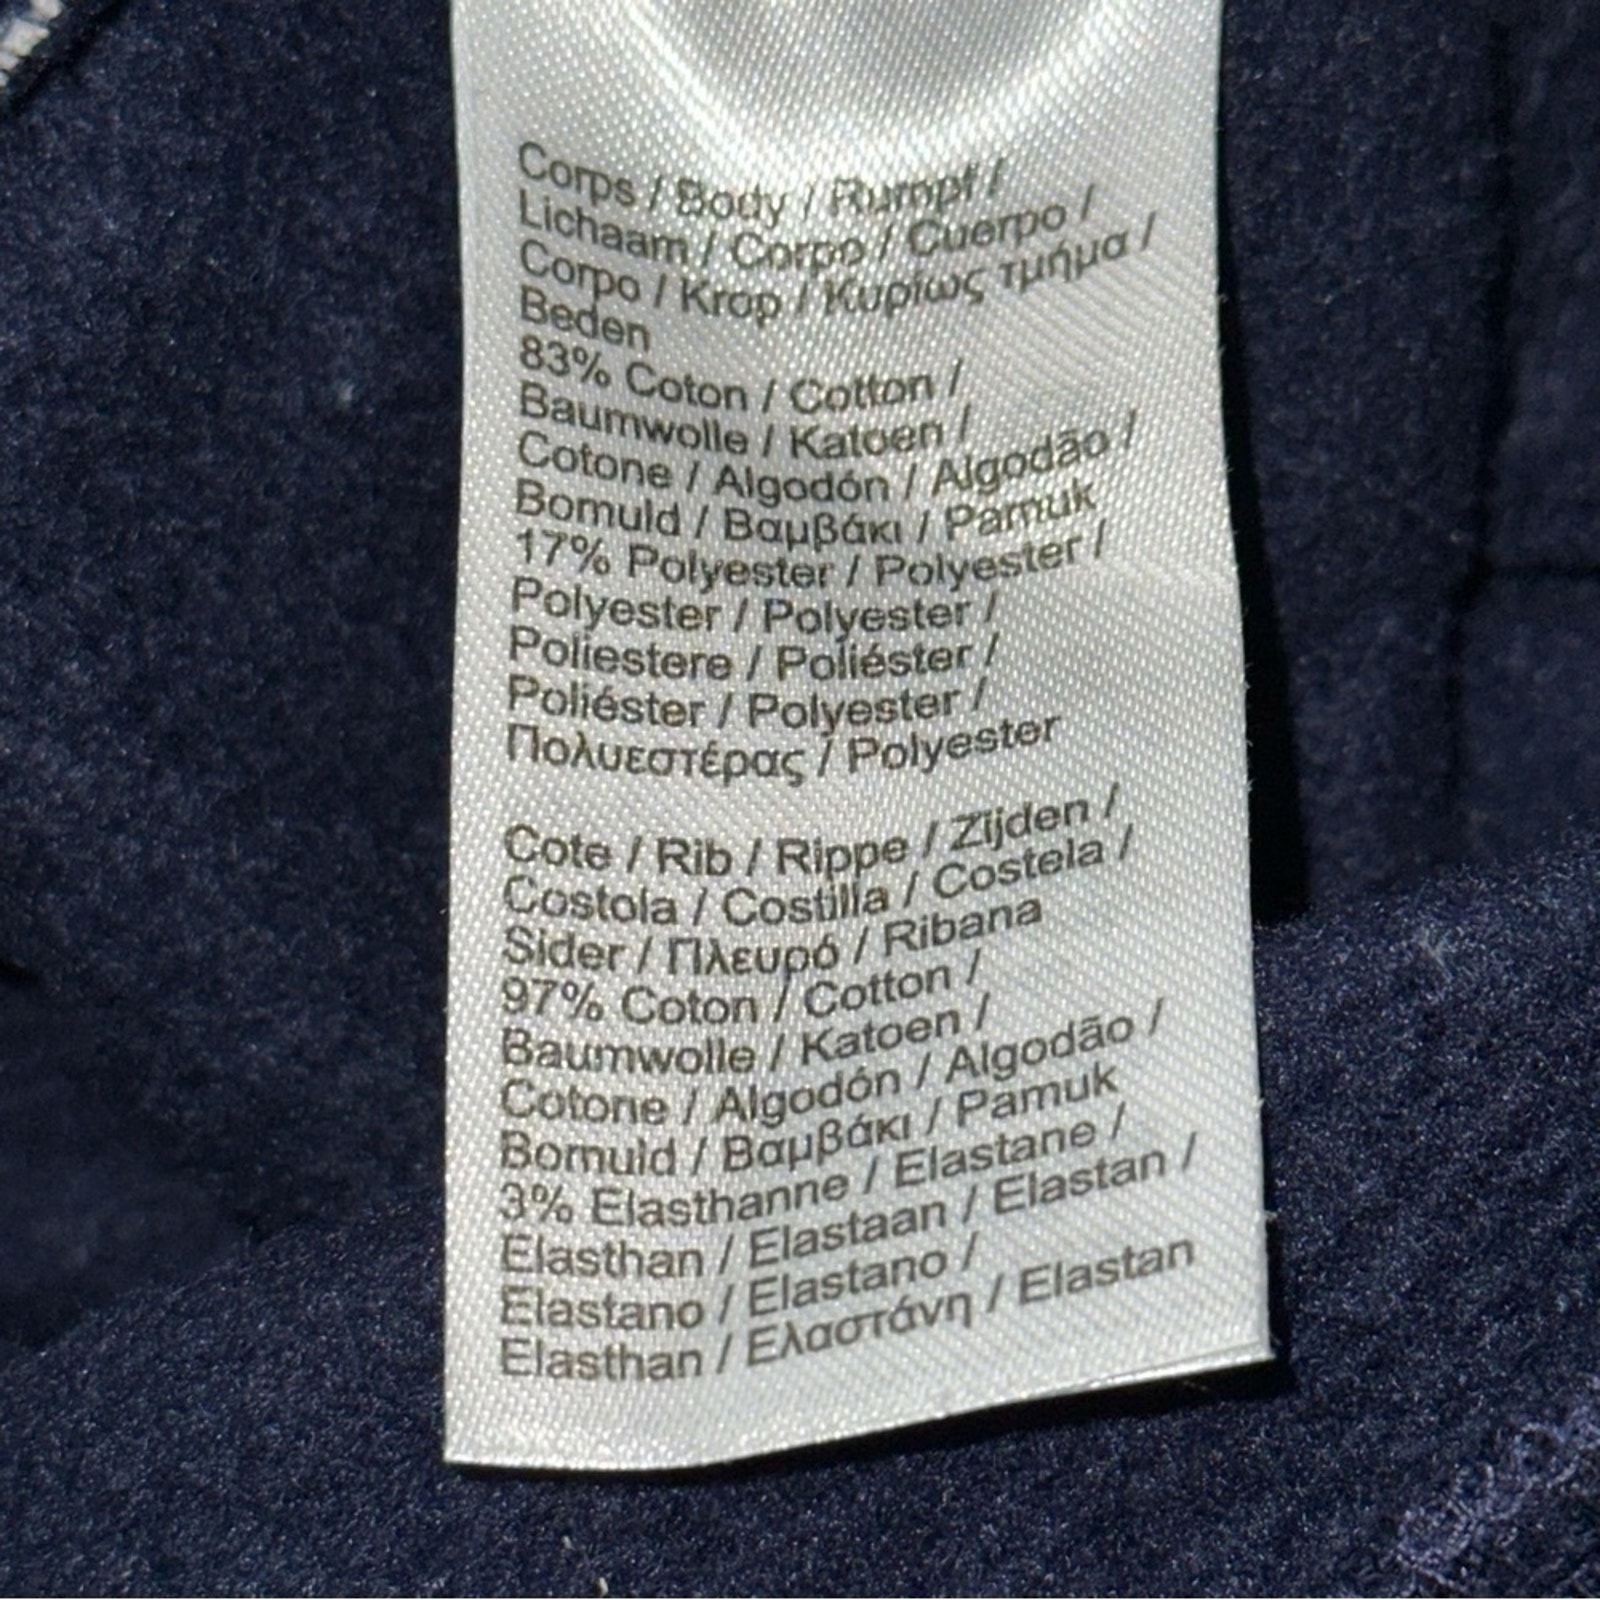 Corps / Body / Rumpf /
Lichaam / Corpo / Cuerpo /
Corpo / Krop / Κυρίως τμήμα /
Beden
83% Coton / Cotton /
Baumwolle / Katoen /
Cotone / Algodón / Algodão /
Bomuld / Βαμβάκι / Pamuk
17% Polyester / Polyester /
Polyester / Polyester /
Poliestere / Poliéster /
Poliéster / Polyester /
Πολυεστέρας / Polyester
Cote / Rib / Rippe / Zijden /
Costola / Costilla / Costela /
Sider / Πλευρό / Ribana
97% Coton / Cotton /
Baumwolle / Katoen /
Cotone / Algodón / Algodão /
Bomuld / Βαμβάκι / Pamuk
3% Elasthanne / Elastane /
Elasthan / Elastaan / Elastan /
Elastano / Elastano /
Elasthan / Ελαστάνη / Elastan